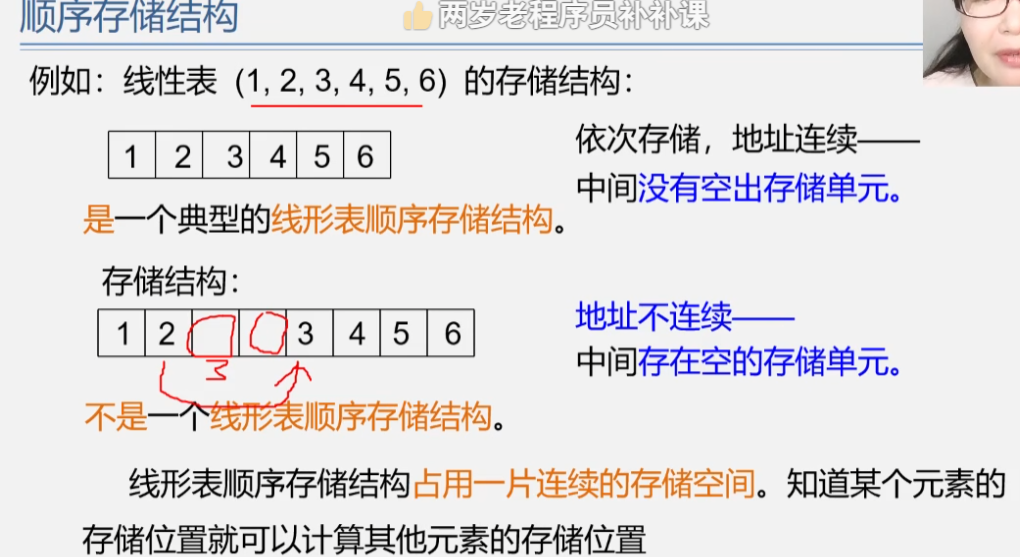 顺序存储结构
两岁老程序员补补课
例如：线性表（1, 2, 3, 4, 5, 6）的存储结构：
1 2 3 4 5 6
依次存储，地址连续——
中间没有空出存储单元。
是一个典型的线形表顺序存储结构。
存储结构：
1 2 3 4 5 6
3
地址不连续——
中间存在空的存储单元。
不是一个线形表顺序存储结构。
线形表顺序存储结构占用一片连续的存储空间。知道某个元素的
存储位置就可以计算其他元素的存储位置